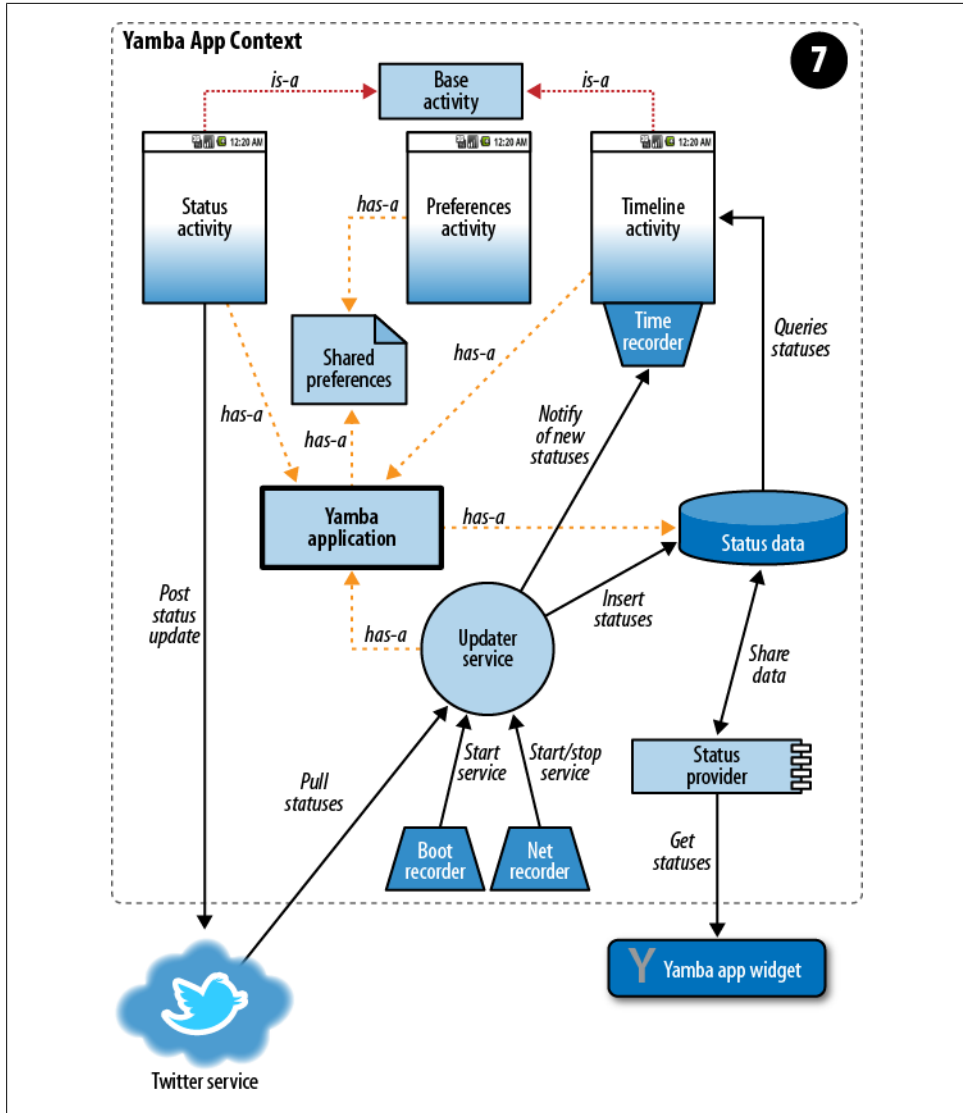 Yamba App Context
7
is-a
Base
activity
is-a
12:20 AM
12:20 AM
12:20 AM
Status
activity
has-a
Preferences
activity
Timeline
activity
Time
recorder
Queries
statuses
Shared
preferences
has-a
has-a
has-a
Notify
of new
statuses
Yamba
application
has-a
Status data
Post
status
update
has-a
Updater
service
Insert
statuses
Share
data
Pull
statuses
Start
service
Start/stop
service
Status
provider
Boot
recorder
Net
recorder
Get
statuses
Y Yamba app widget
Twitter service